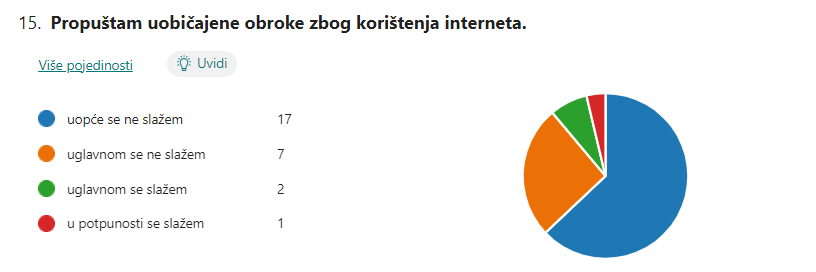 15. Propuštam uobičajene obroke zbog korištenja interneta.
Više pojedinosti Uvidi
uopće se ne slažem 17
uglavnom se ne slažem 7
uglavnom se slažem 2
u potpunosti se slažem 1